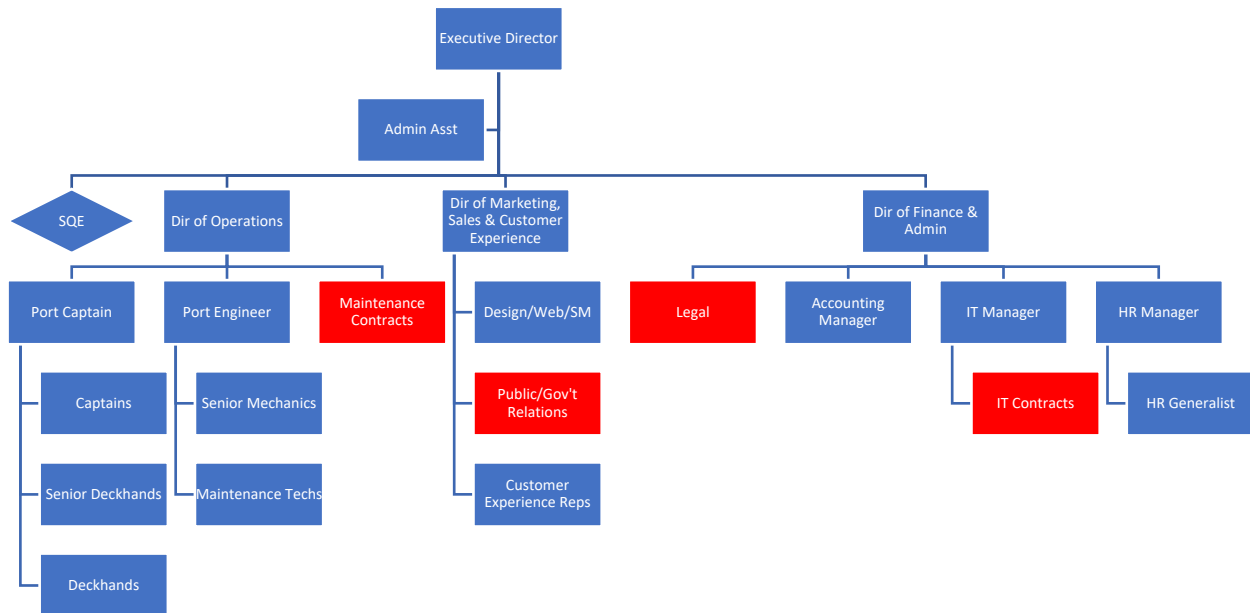 Executive Director
Admin Asst
SQE
Dir of Operations
Dir of Marketing,
Sales & Customer
Experience
Dir of Finance &
Admin
Port Captain
Port Engineer
Maintenance
Contracts
Design/Web/SM
Legal
Accounting
Manager
IT Manager
HR Manager
Captains
Senior Mechanics
Public/Gov't
Relations
IT Contracts
HR Generalist
Senior Deckhands
Maintenance Techs
Customer
Experience Reps
Deckhands